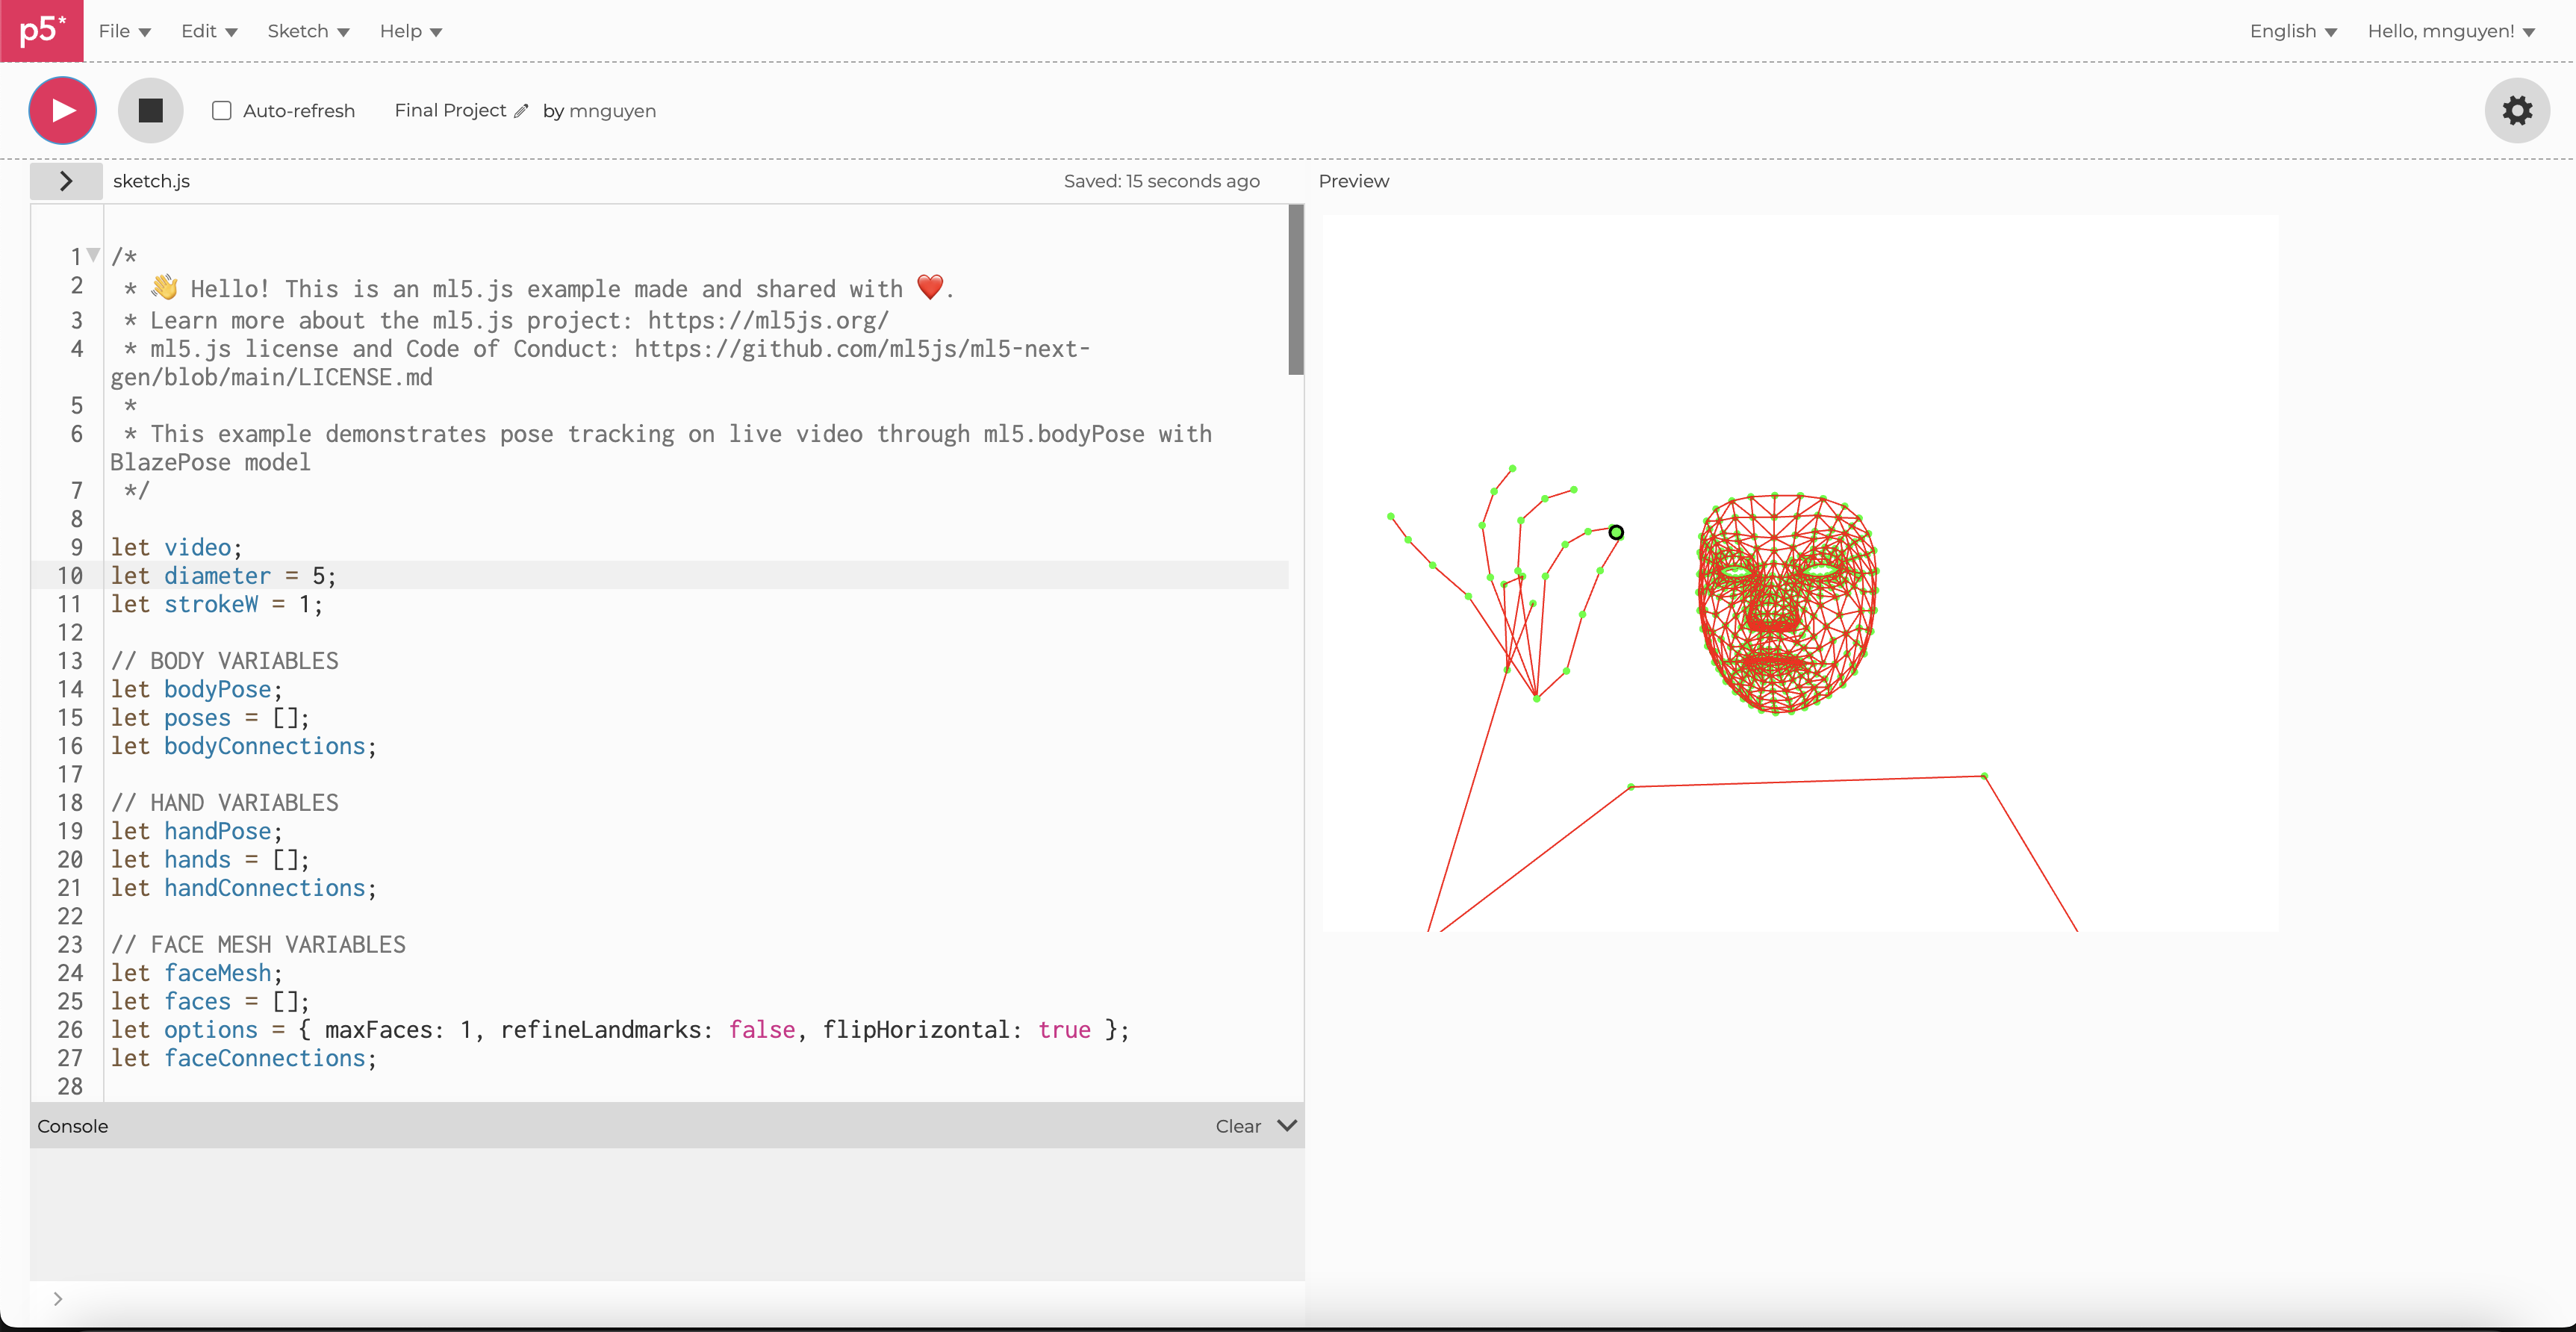 p5* File Edit Sketch Help English Hello, mnguyen!
Auto-refresh Final Project by mnguyen
sketch.js Saved: 15 seconds ago Preview
1 /*
2  * 👋 Hello! This is an ml5.js example made and shared with ❤️.
3  * Learn more about the ml5.js project: https://ml5js.org/
4  * ml5.js license and Code of Conduct: https://github.com/ml5js/ml5-next-
gen/blob/main/LICENSE.md
5  *
6  * This example demonstrates pose tracking on live video through ml5.bodyPose with
BlazePose model
7  */
8
9 let video;
10 let diameter = 5;
11 let strokeW = 1;
12
13 // BODY VARIABLES
14 let bodyPose;
15 let poses = [];
16 let bodyConnections;
17
18 // HAND VARIABLES
19 let handPose;
20 let hands = [];
21 let handConnections;
22
23 // FACE MESH VARIABLES
24 let faceMesh;
25 let faces = [];
26 let options = { maxFaces: 1, refineLandmarks: false, flipHorizontal: true };
27 let faceConnections;
28
Console Clear
>